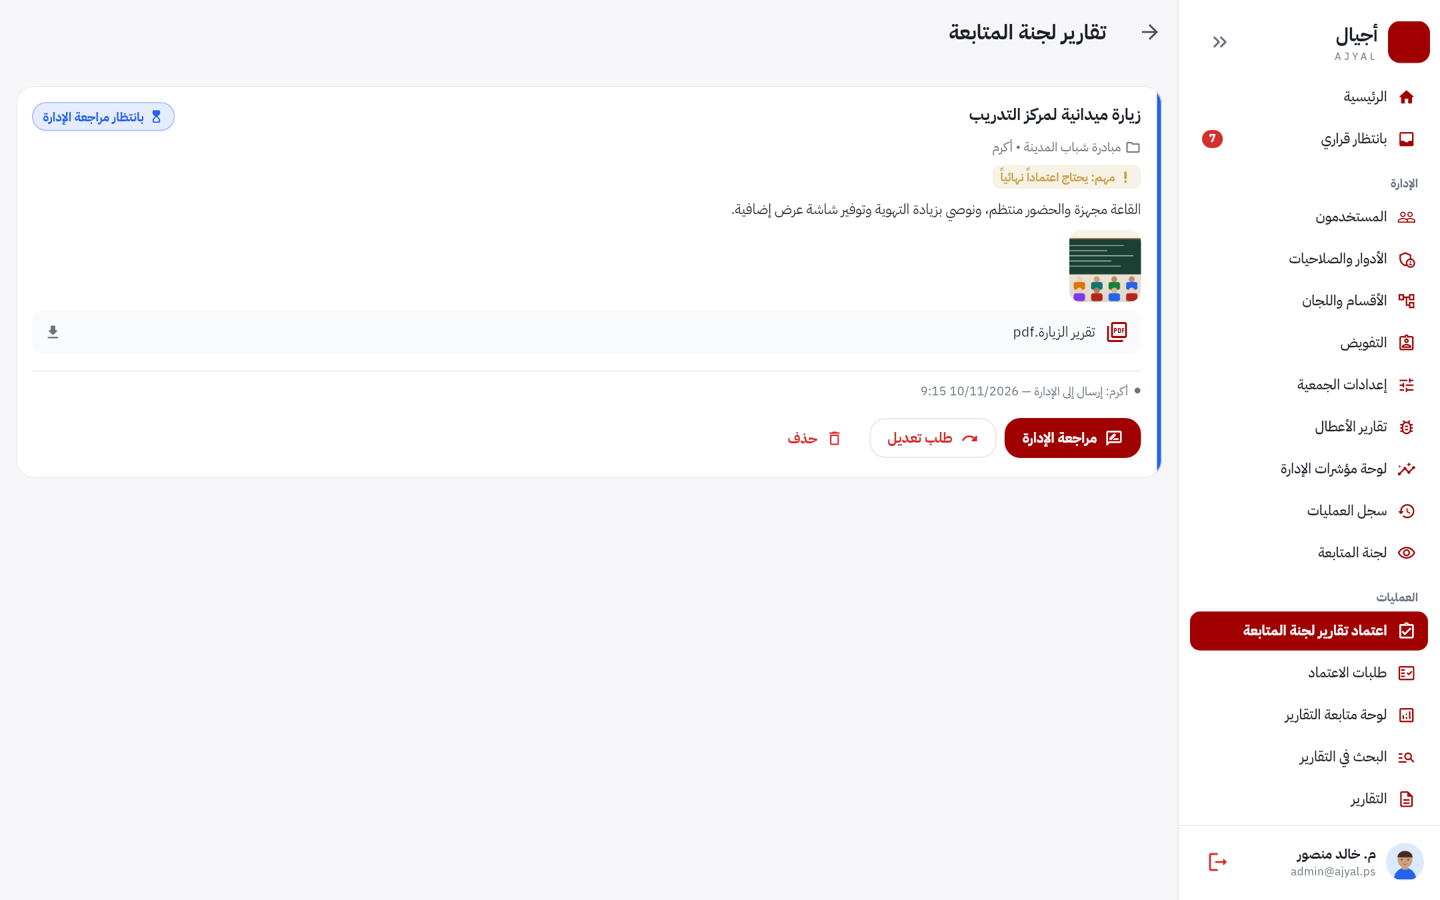 أجيال
AJYAL
الرئيسية
بانتظار قراري
7
الإدارة
المستخدمون
الأدوار والصلاحيات
الأقسام واللجان
التفويض
إعدادات الجمعية
تقارير الأعطال
لوحة مؤشرات الإدارة
سجل العمليات
لجنة المتابعة
العمليات
اعتماد تقارير لجنة المتابعة
طلبات الاعتماد
لوحة متابعة التقارير
البحث في التقارير
التقارير
م. خالد منصور
admin@ajyal.ps
تقارير لجنة المتابعة
زيارة ميدانية لمركز التدريب
بانتظار مراجعة الإدارة
مبادرة شباب المدينة • أكرم
مهم: يحتاج اعتماداً نهائياً
القاعة مجهزة والحضور منتظم، ونوصي بزيادة التهوية وتوفير شاشة عرض إضافية.
PDF
تقرير الزيارة.pdf
أكرم: إرسال إلى الإدارة — 10/11/2026 9:15
مراجعة الإدارة
طلب تعديل
حذف